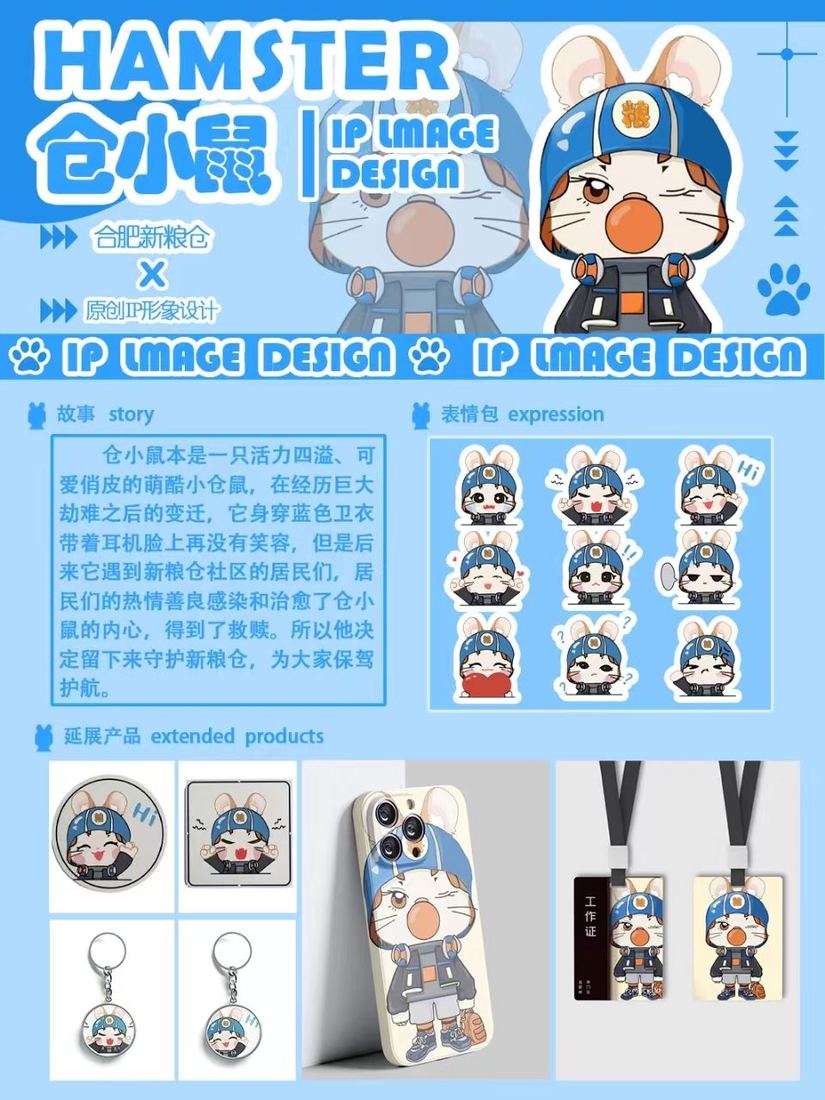 HAMSTER
仓小鼠
IP LMAGE
DESIGN
粮
合肥新粮仓
X
原创IP形象设计
IP LMAGE DESIGN IP LMAGE DESIGN
故事 story
仓小鼠本是一只活力四溢、可
爱俏皮的萌酷小仓鼠，在经历巨大
劫难之后的变迁，它身穿蓝色卫衣
带着耳机脸上再没有笑容，但是后
来它遇到新粮仓社区的居民们，居
民们的热情善良感染和治愈了仓小
鼠的内心，得到了救赎。所以他决
定留下来守护新粮仓，为大家保驾
护航。
表情包 expression
Hi
!!
? ?
? ?
延展产品 extended products
Hi
Hi
工作证